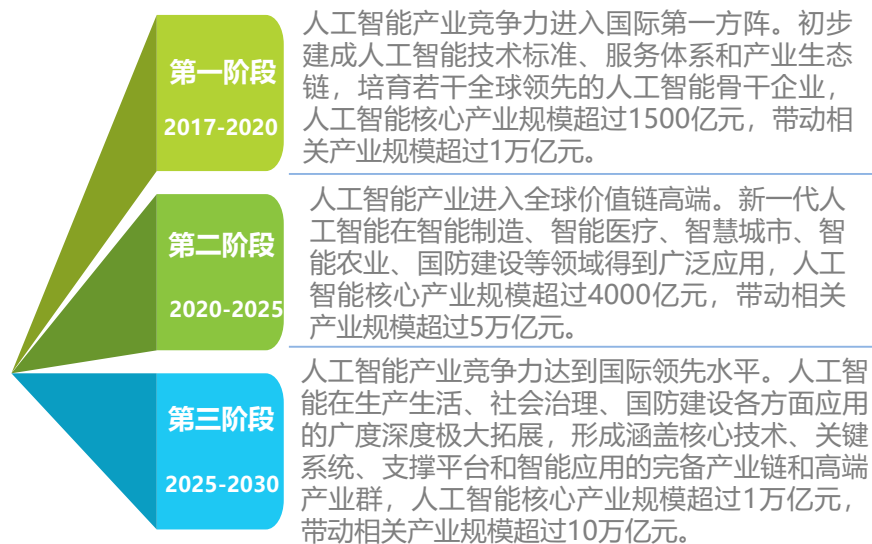 第一阶段
2017-2020
人工智能产业竞争力进入国际第一方阵。初步
建成人工智能技术标准、服务体系和产业生态
链，培育若干全球领先的人工智能骨干企业，
人工智能核心产业规模超过1500亿元，带动相
关产业规模超过1万亿元。
第二阶段
2020-2025
人工智能产业进入全球价值链高端。新一代人
工智能在智能制造、智能医疗、智慧城市、智
能农业、国防建设等领域得到广泛应用，人工
智能核心产业规模超过4000亿元，带动相关
产业规模超过5万亿元。
第三阶段
2025-2030
人工智能产业竞争力达到国际领先水平。人工智
能在生产生活、社会治理、国防建设各方面应用
的广度深度极大拓展，形成涵盖核心技术、关键
系统、支撑平台和智能应用的完备产业链和高端
产业群，人工智能核心产业规模超过1万亿元，
带动相关产业规模超过10万亿元。